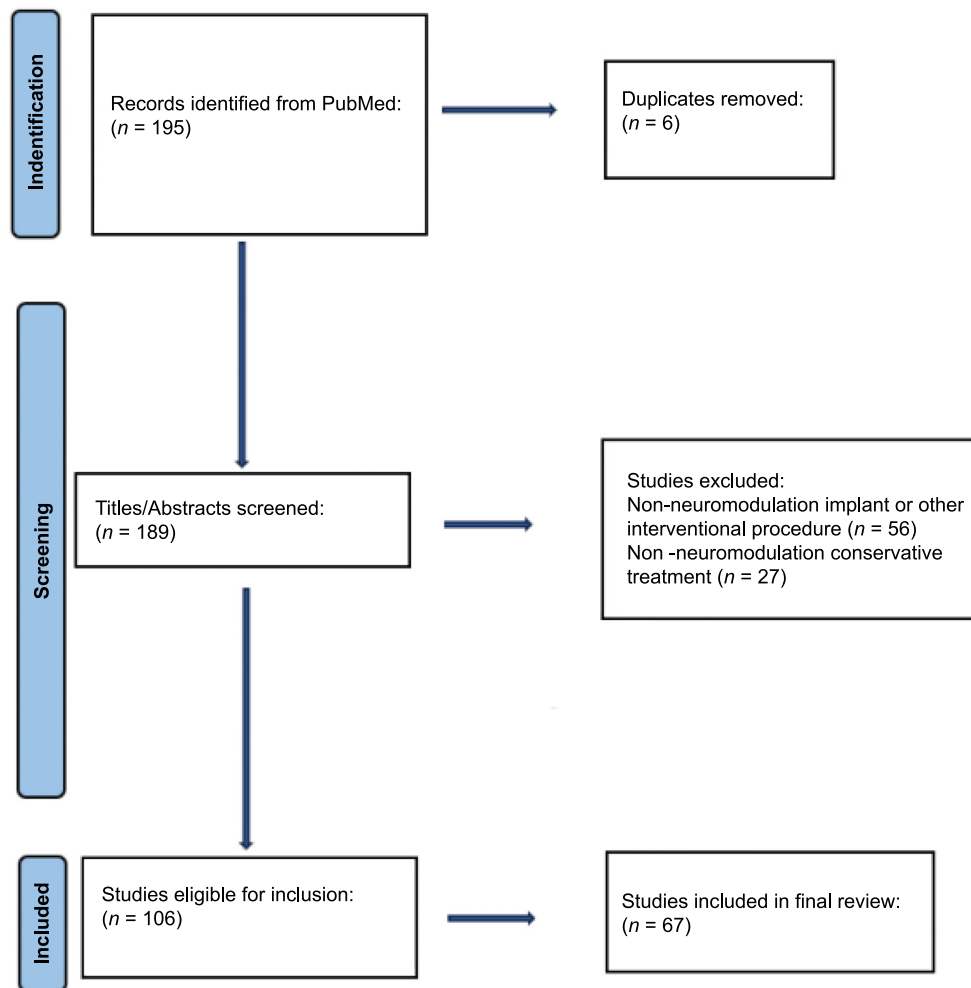 Indentification
Records identified from PubMed:
(n = 195)
Duplicates removed:
(n = 6)
Screening
Titles/Abstracts screened:
(n = 189)
Studies excluded:
Non-neuromodulation implant or other
interventional procedure (n = 56)
Non -neuromodulation conservative
treatment (n = 27)
Included
Studies eligible for inclusion:
(n = 106)
Studies included in final review:
(n = 67)